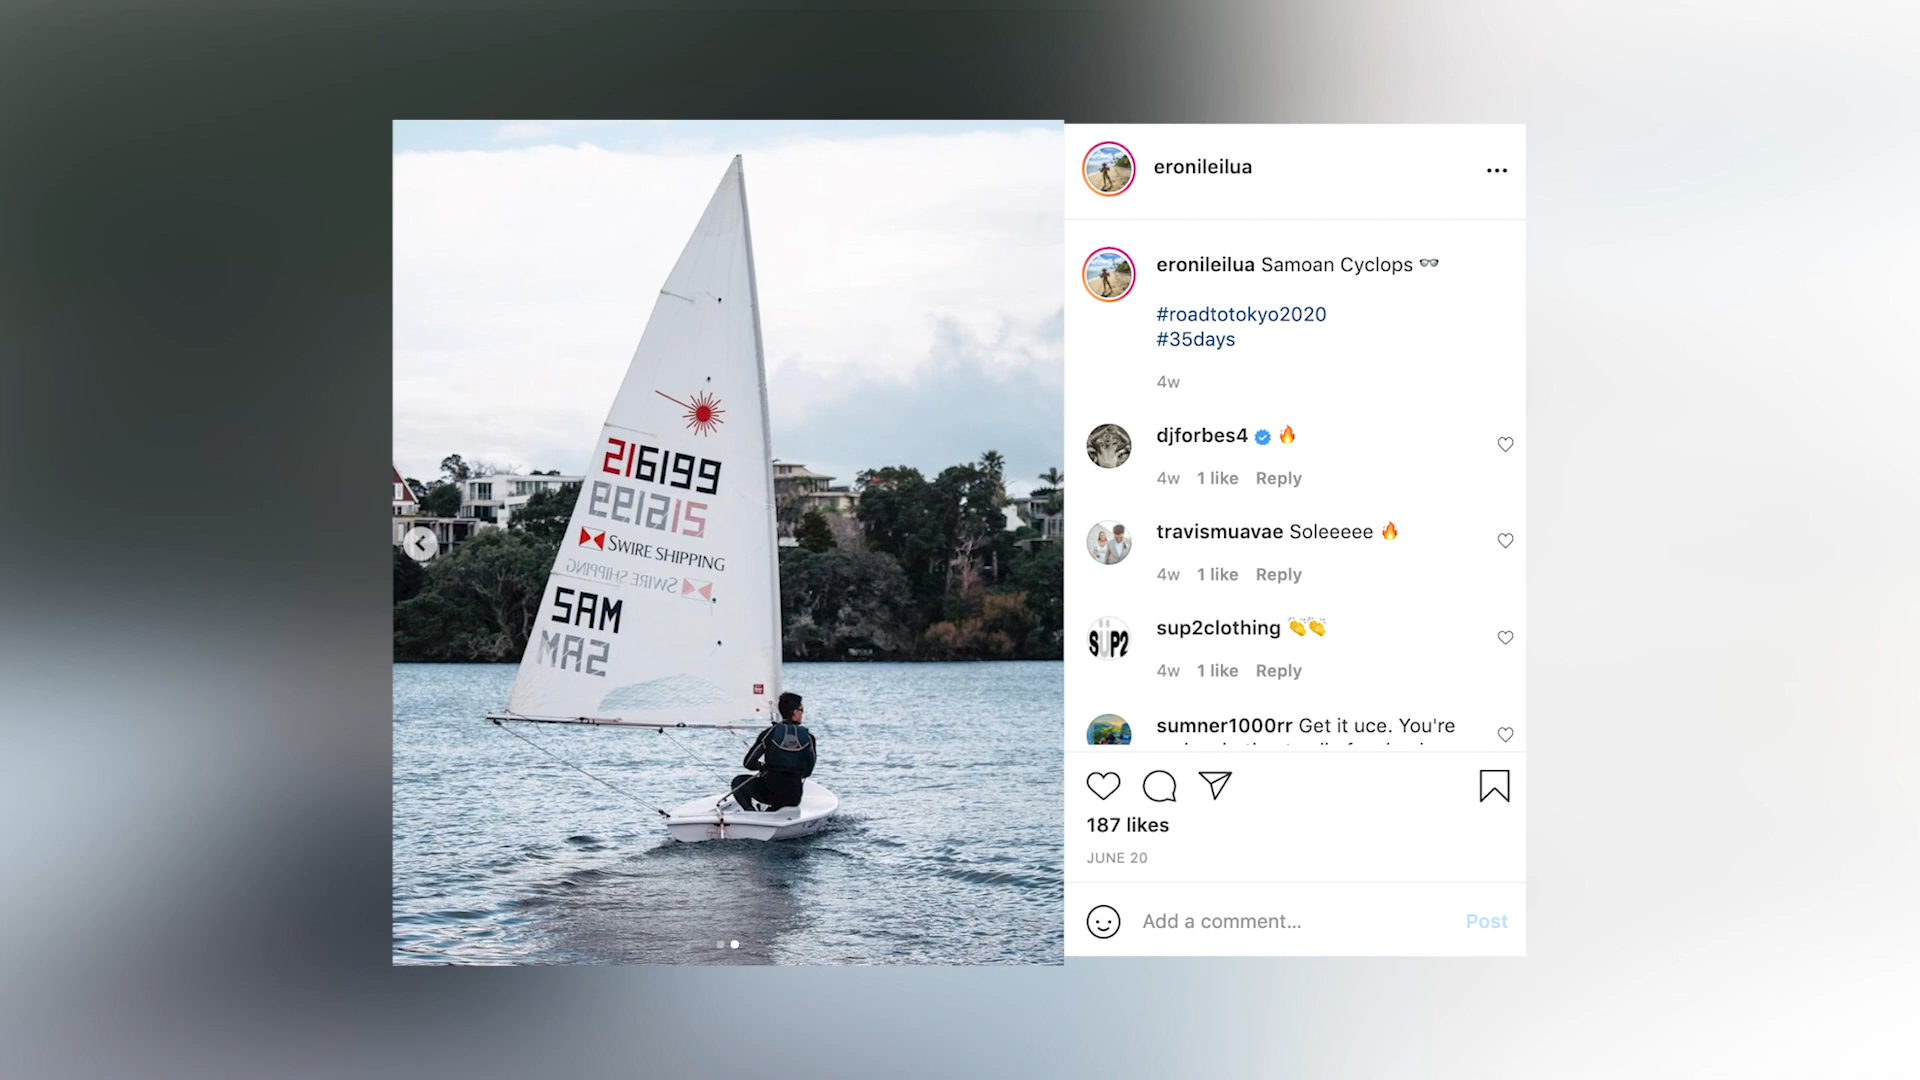 216199
216199
SWIRE SHIPPING
SWIRE SHIPPING
SAM
SAM
eronileilua
eronileilua Samoan Cyclops 👓
#roadtotokyo2020
#35days
4w
djforbes4 🔥
4w 1 like Reply
travismuavae Soleeeee 🔥
4w 1 like Reply
SUP2
sup2clothing 👏👏
4w 1 like Reply
sumner1000rr Get it uce. You're
187 likes
JUNE 20
Add a comment... Post